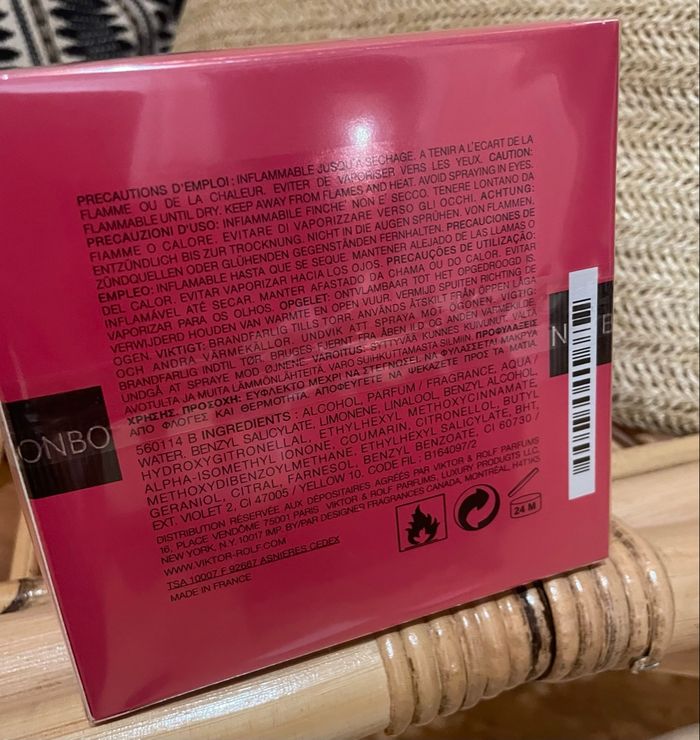 PRECAUTIONS D'EMPLOI : INFLAMMABLE JUSQU'A SECHAGE. A TENIR A L'ECART DE LA
FLAMME OU DE LA CHALEUR. EVITER DE VAPORISER VERS LES YEUX. CAUTION:
FLAMMABLE UNTIL DRY. KEEP AWAY FROM FLAMES AND HEAT. AVOID SPRAYING IN EYES.
PRECAUZIONI D'USO: INFIAMMABILE FINCHE' NON E' SECCO. TENERE LONTANO DA
FIAMME O CALORE. EVITARE DI VAPORIZZARE VERSO GLI OCCHI. ACHTUNG:
ENTZÜNDLICH BIS ZUR TROCKNUNG. NICHT IN DIE AUGEN SPRÜHEN. VON FLAMMEN,
ZÜNDQUELLEN ODER GLÜHENDEN GEGENSTÄNDEN FERNHALTEN. PRECAUCIONES DE
EMPLEO: INFLAMABLE HASTA QUE SE SEQUE. MANTENER ALEJADO DE LAS LLAMAS O
DEL CALOR. EVITAR VAPORIZAR HACIA LOS OJOS. PRECAUÇÕES DE UTILIZAÇÃO:
INFLAMÁVEL ATÉ SECAR. MANTER AFASTADO DA CHAMA OU DO CALOR. EVITAR
VAPORIZAR PARA OS OLHOS. OPGELET: ONTVLAMBAAR TOT HET OPGEDROOGD IS.
VERWIJDERD HOUDEN VAN WARMTE EN OPEN VUUR. VERMIJD SPUITEN RICHTING DE
OGEN. VIKTIGT: BRANDFARLIG TILLS TORR. ANVÄNDS ÅTSKILT FRÅN ÖPPEN LÅGA
OCH ANDRA VÄRMEKÄLLOR. UNDVIK ATT SPRAYA MOT ÖGONEN. VIGTIG:
BRANDFARLIG INDTIL TØR. BRUGES FJERNT FRA ÅBEN ILD OG ANDEN VARMEKILDE.
UNDGÅ AT SPRAYE MOD ØJNENE. VAROITUS: SYTTYVÄÄ KUNNES KUIVUNUT. VÄLTÄ
AVOTULTA JA MUITA LÄMMÖNLÄHTEITÄ. VARO SUIHKUTTAMASTA SILMIIN. ΠΡΟΦΥΛΑΞΕΙΣ
ΧΡΗΣΗΣ. ΠΡΟΣΟΧΗ: ΕΥΦΛΕΚΤΟ ΜΕΧΡΙ ΝΑ ΣΤΕΓΝΩΣΕΙ ΝΑ ΦΥΛΑΣΣΕΤΑΙ ΜΑΚΡΥΑ
ΑΠΟ ΦΛΟΓΕΣ ΚΑΙ ΘΕΡΜΟΤΗΤΑ. ΑΠΟΦΕΥΓΕΤΕ ΝΑ ΨΕΚΑΖΕΤΕ ΠΡΟΣ ΤΑ ΜΑΤΙΑ.
560114 B INGREDIENTS : ALCOHOL, PARFUM / FRAGRANCE, AQUA /
WATER, BENZYL SALICYLATE, LIMONENE, LINALOOL, BENZYL ALCOHOL
HYDROXYCITRONELLAL, ETHYLHEXYL METHOXYCINNAMATE,
ALPHA-ISOMETHYL IONONE, COUMARIN, CITRONELLOL, BUTYL
METHOXYDIBENZOYLMETHANE, ETHYLHEXYL SALICYLATE, BHT,
GERANIOL, CITRAL, FARNESOL, BENZYL BENZOATE, CI 60730 /
EXT. VIOLET 2, CI 47005 / YELLOW 10. CODE FIL : B164097/2
DISTRIBUTION RÉSERVÉE AUX DÉPOSITAIRES AGRÉÉS PAR VIKTOR & ROLF PARFUMS
16, PLACE VENDÔME 75001 PARIS VIKTOR & ROLF PARFUMS, LUXURY PRODUCTS LLC.
NEW YORK, N.Y. 10017 IMP. BY/PAR DESIGNER FRAGRANCES CANADA, MONTRÉAL, H4T1K5
WWW.VIKTOR-ROLF.COM
TSA 10007 F 92667 ASNIERES CEDEX
MADE IN FRANCE
24 M
ONBO